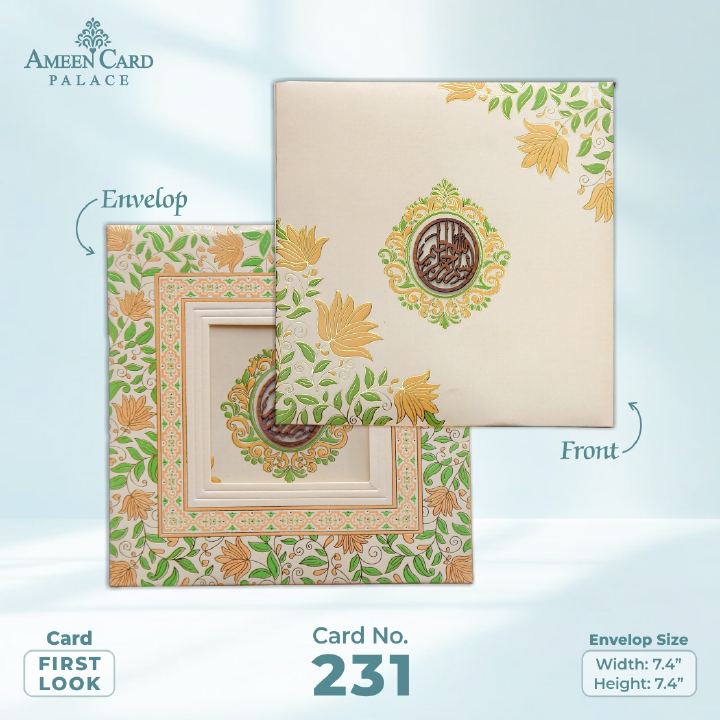 AMEEN CARD
PALACE
Envelop
Front
Card
FIRST
LOOK
Card No.
231
Envelop Size
Width: 7.4”
Height: 7.4”